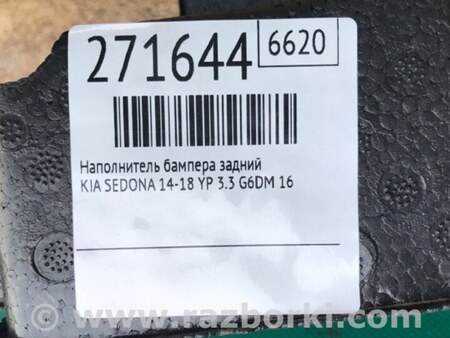 271644
6620
Наполнитель бампера задний
KIA SEDONA 14-18 YP 3.3 G6DM 16
www.razborki.com